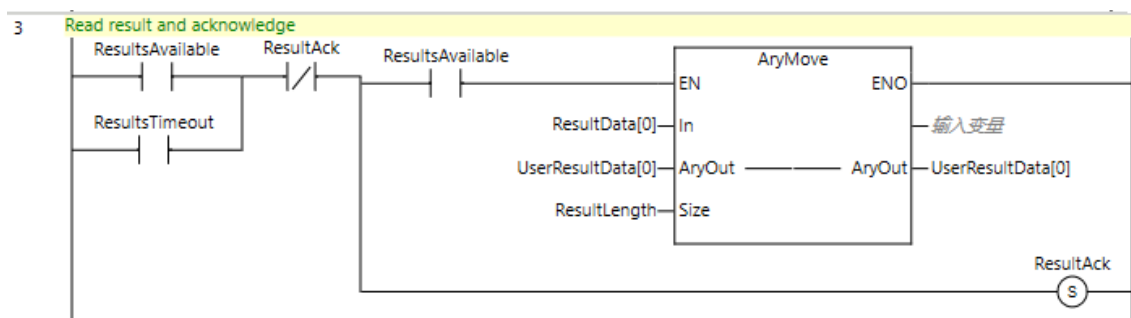 3 Read result and acknowledge
ResultsAvailable ResultAck ResultsAvailable AryMove
EN ENO
ResultsTimeout ResultData[0] In 输入变量
UserResultData[0] AryOut AryOut UserResultData[0]
ResultLength Size
ResultAck
S